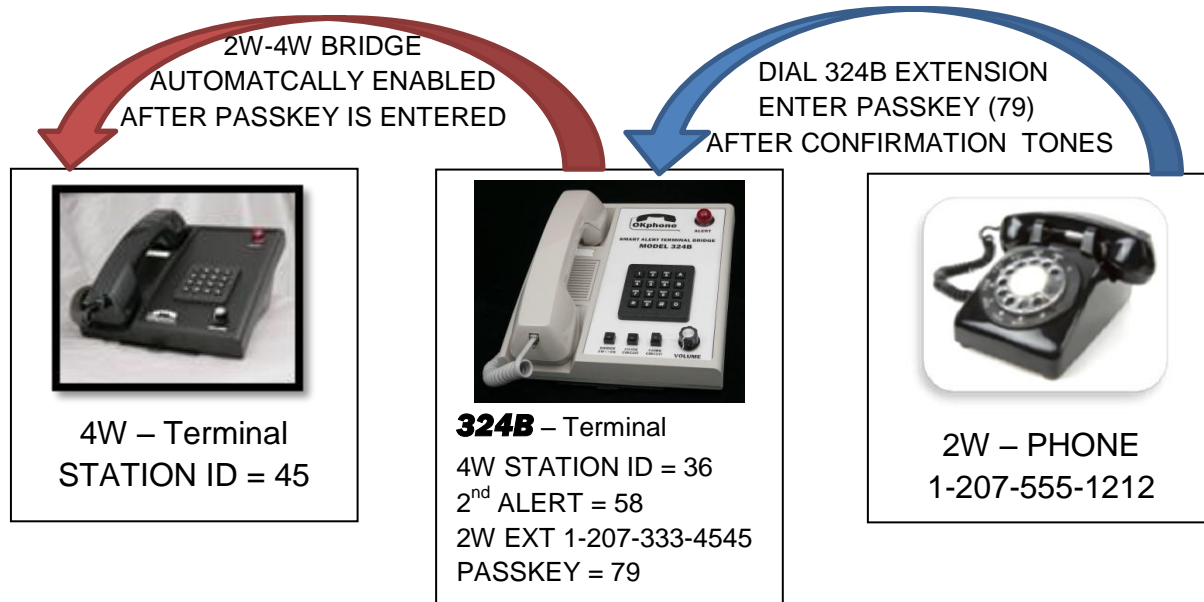 2W-4W BRIDGE
AUTOMATCALLY ENABLED
AFTER PASSKEY IS ENTERED
DIAL 324B EXTENSION
ENTER PASSKEY (79)
AFTER CONFIRMATION TONES
OKphone
ALERT
SMART ALERT TERMINAL BRIDGE
MODEL 324B
VOLUME
4W – Terminal
STATION ID = 45
324B – Terminal
4W STATION ID = 36
2nd ALERT = 58
2W EXT 1-207-333-4545
PASSKEY = 79
2W – PHONE
1-207-555-1212